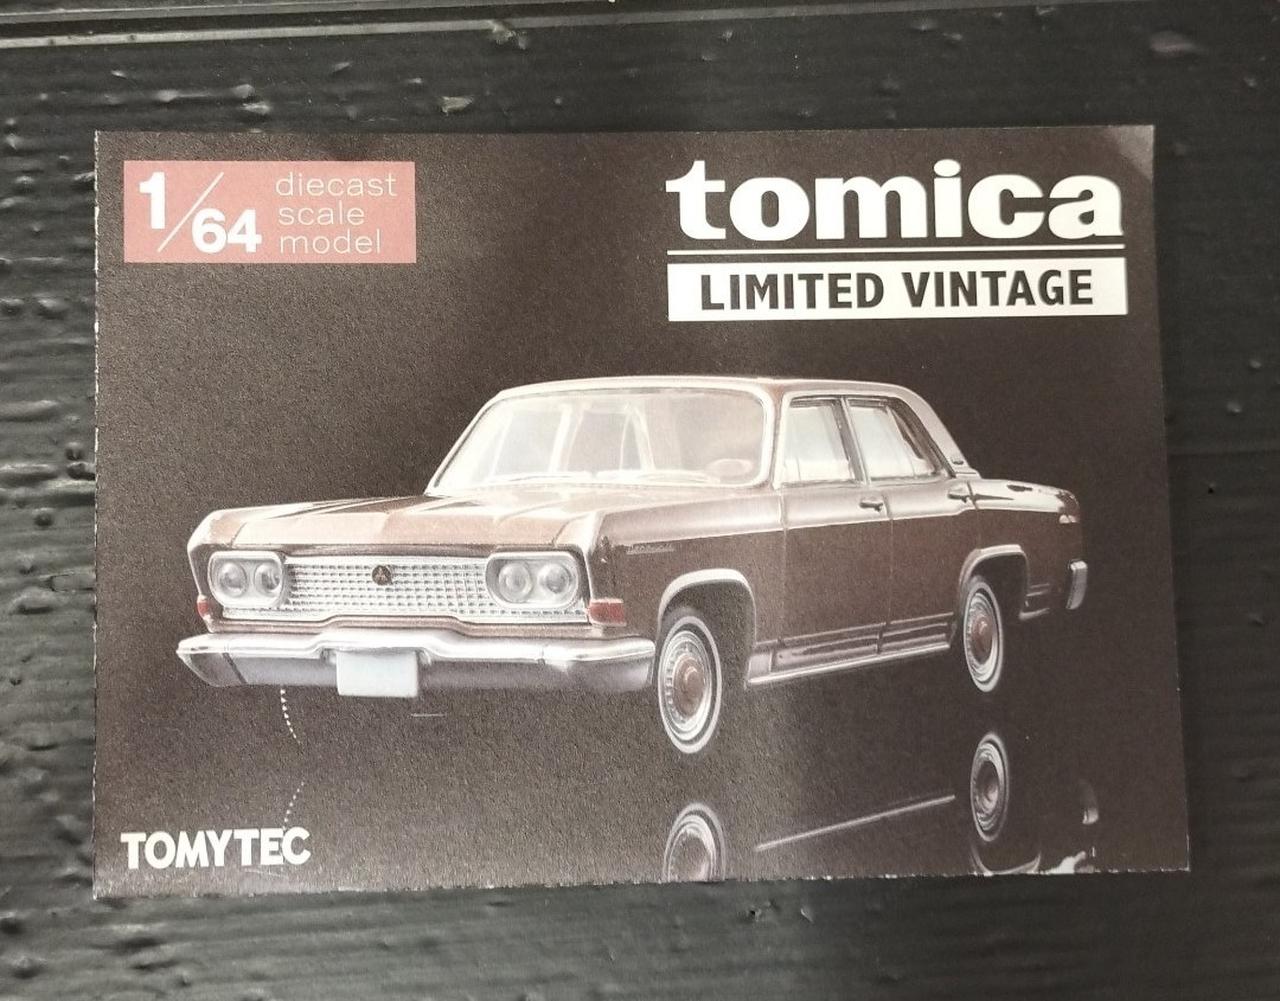 1/64
diecast
scale
model
tomica
LIMITED VINTAGE
TOMYTEC